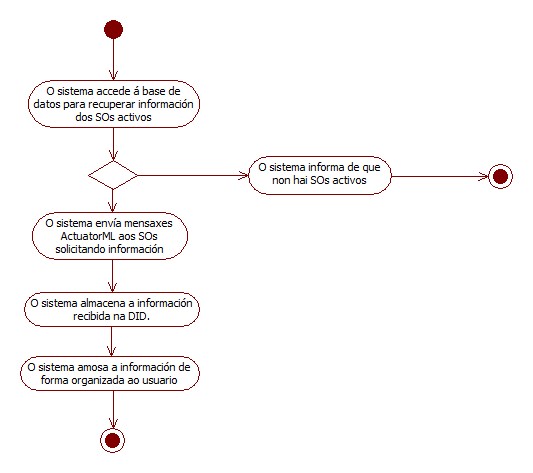 O sistema accede á base de
datos para recuperar información
dos SOs activos
O sistema informa de que
non hai SOs activos
O sistema envía mensaxes
ActuatorML aos SOs
solicitando información
O sistema almacena a información
recibida na DID.
O sistema amosa a información de
forma organizada ao usuario